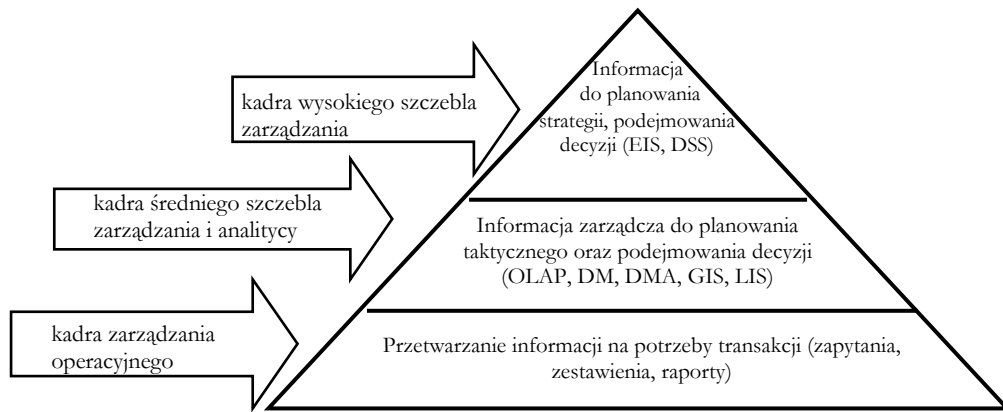 kadra wysokiego szczebla
zarządzania
Informacja
do planowania
strategii, podejmowania
decyzji (EIS, DSS)
kadra średniego szczebla
zarządzania i analitycy
Informacja zarządcza do planowania
taktycznego oraz podejmowania decyzji
(OLAP, DM, DMA, GIS, LIS)
kadra zarządzania
operacyjnego
Przetwarzanie informacji na potrzeby transakcji (zapytania,
zestawienia, raporty)